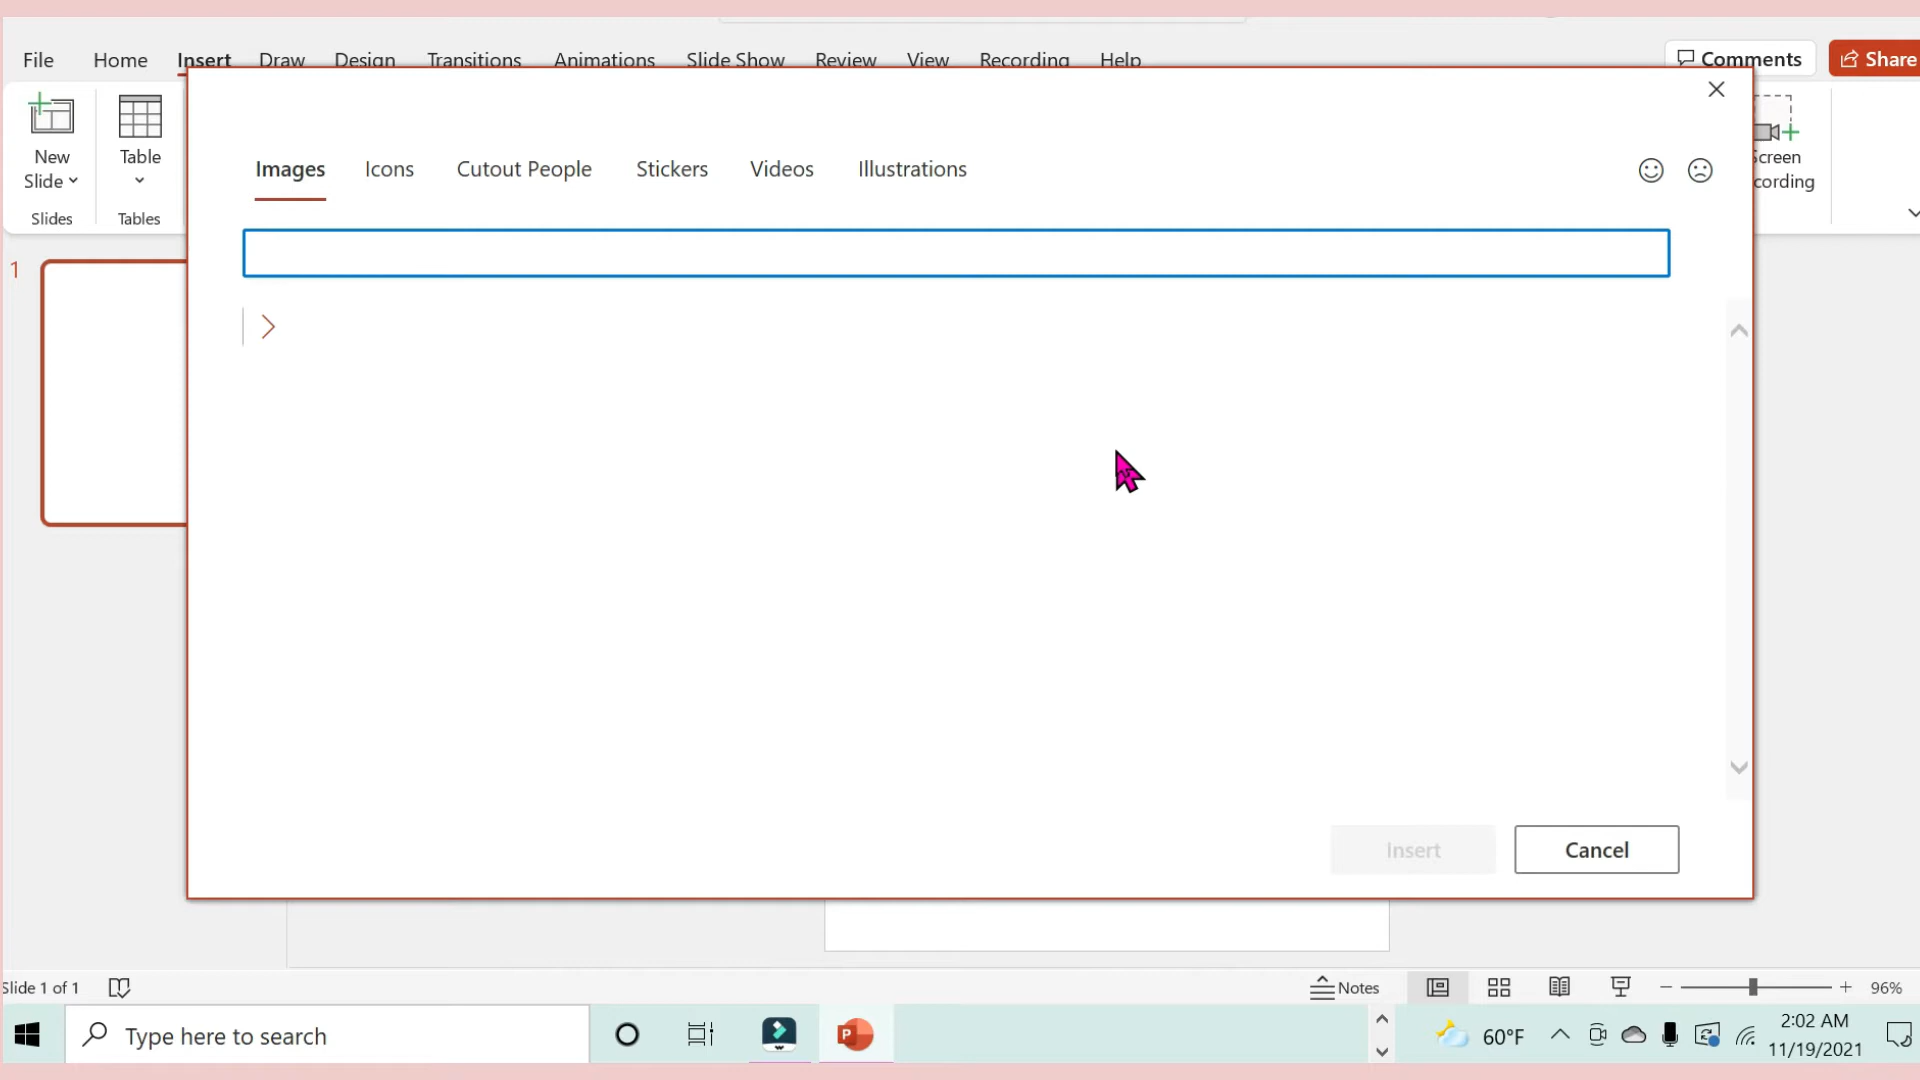 File Home Insert Draw Design Transitions Animations Slide Show Review View Recording Help Comments Share
New Slide
Table
Slides
Tables
Screen
cording
Images Icons Cutout People Stickers Videos Illustrations
1
Insert Cancel
Slide 1 of 1 Notes 96%
Type here to search
P
60°F
2:02 AM
11/19/2021